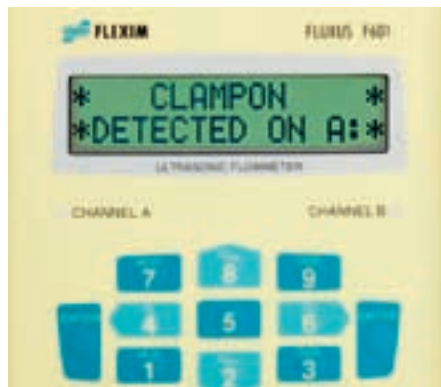 FLEXIM
FLUXUS F601
* CLAMPON *
*DETECTED ON A:*
ULTRASONIC FLOWMETER
CHANNEL A
CHANNEL B
7 8 9
4 5 6
1 2 3